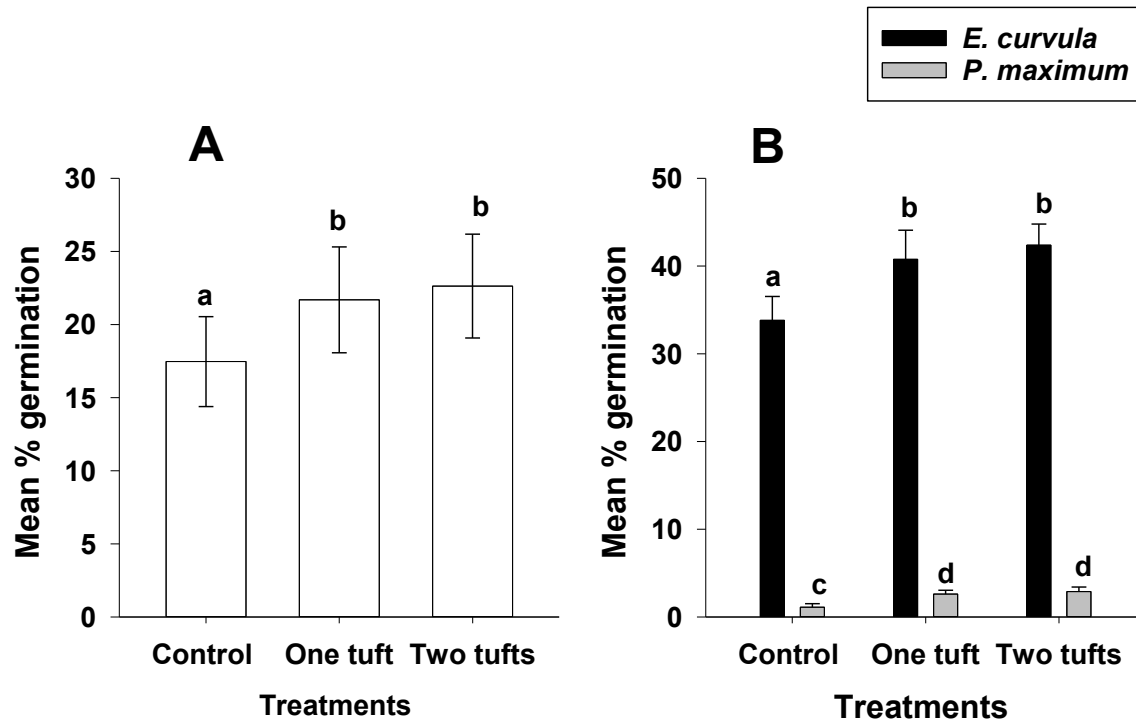 E. curvula
P. maximum
A
30
25
20
15
10
5
0
Mean % germination
a
b
b
Control One tuft Two tufts
Treatments
B
50
40
30
20
10
0
Mean % germination
a
b
b
c
d
d
Control One tuft Two tufts
Treatments